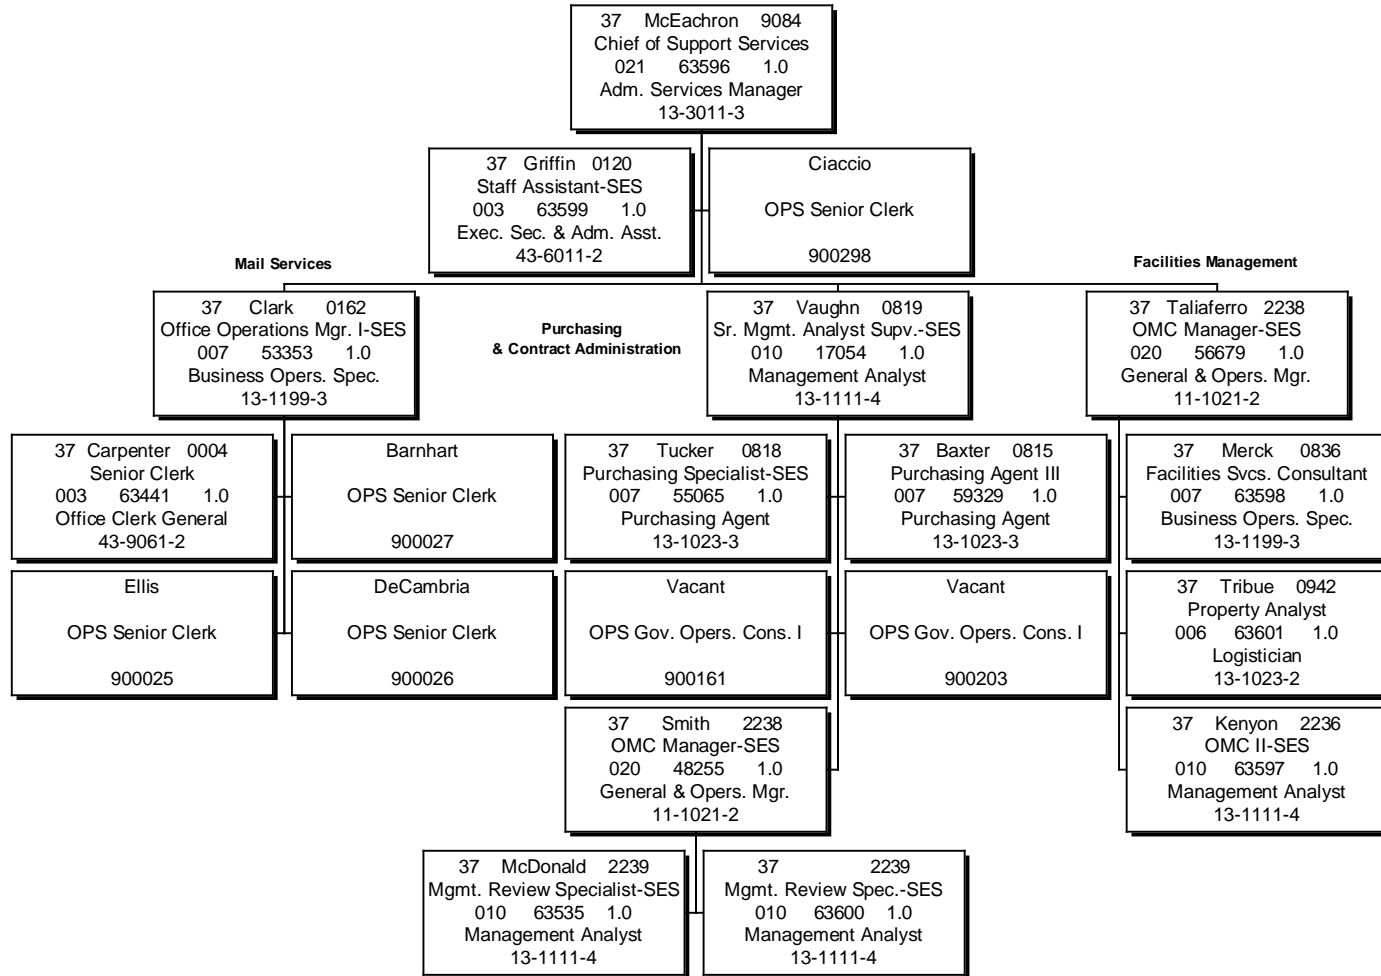 37 McEachron 9084
Chief of Support Services
021 63596 1.0
Adm. Services Manager
13-3011-3
37 Griffin 0120
Staff Assistant-SES
003 63599 1.0
Exec. Sec. & Adm. Asst.
43-6011-2
Ciaccio
OPS Senior Clerk
900298
Mail Services
Facilities Management
37 Clark 0162
Office Operations Mgr. I-SES
007 53353 1.0
Business Opers. Spec.
13-1199-3
Purchasing
& Contract Administration
37 Vaughn 0819
Sr. Mgmt. Analyst Supv.-SES
010 17054 1.0
Management Analyst
13-1111-4
37 Taliaferro 2238
OMC Manager-SES
020 56679 1.0
General & Opers. Mgr.
11-1021-2
37 Carpenter 0004
Senior Clerk
003 63441 1.0
Office Clerk General
43-9061-2
Barnhart
OPS Senior Clerk
900027
37 Tucker 0818
Purchasing Specialist-SES
007 55065 1.0
Purchasing Agent
13-1023-3
37 Baxter 0815
Purchasing Agent III
007 59329 1.0
Purchasing Agent
13-1023-3
37 Merck 0836
Facilities Svcs. Consultant
007 63598 1.0
Business Opers. Spec.
13-1199-3
Ellis
OPS Senior Clerk
900025
DeCambria
OPS Senior Clerk
900026
Vacant
OPS Gov. Opers. Cons. I
900161
Vacant
OPS Gov. Opers. Cons. I
900203
37 Tribue 0942
Property Analyst
006 63601 1.0
Logistician
13-1023-2
37 Smith 2238
OMC Manager-SES
020 48255 1.0
General & Opers. Mgr.
11-1021-2
37 Kenyon 2236
OMC II-SES
010 63597 1.0
Management Analyst
13-1111-4
37 McDonald 2239
Mgmt. Review Specialist-SES
010 63535 1.0
Management Analyst
13-1111-4
37 2239
Mgmt. Review Spec.-SES
010 63600 1.0
Management Analyst
13-1111-4